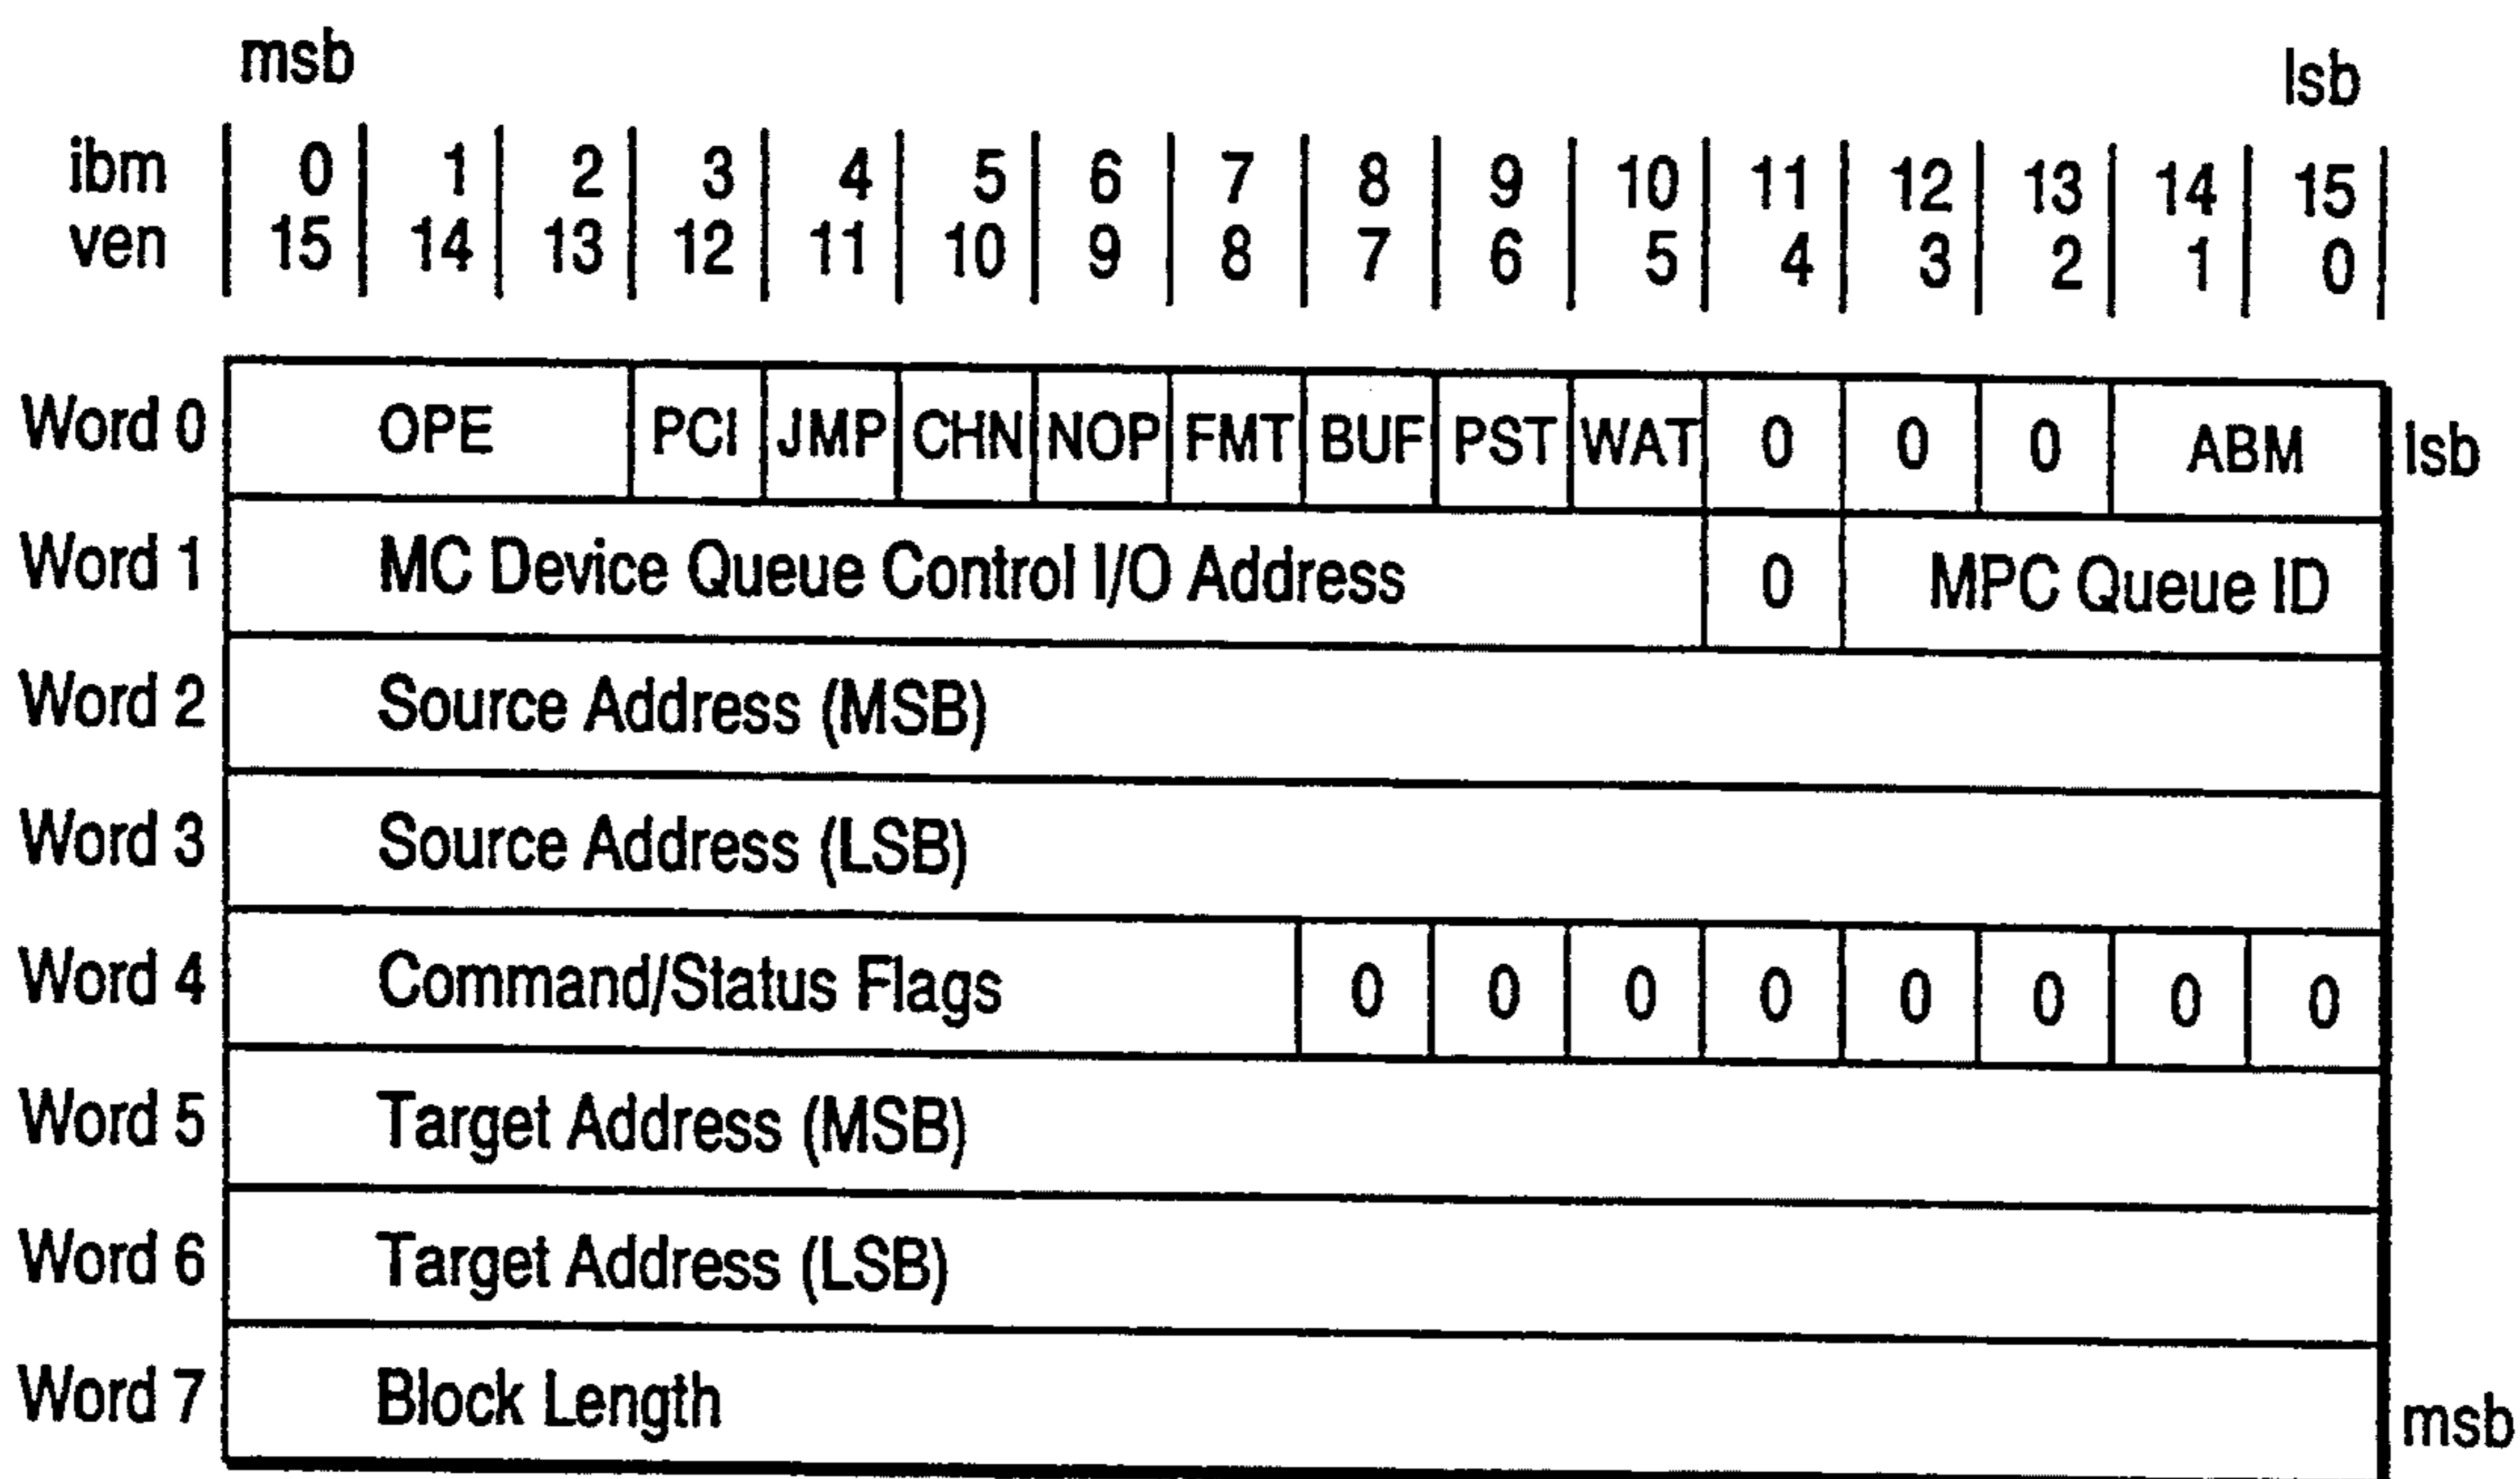 msb lsb
ibm 0 1 2 3 4 5 6 7 8 9 10 11 12 13 14 15
ven 15 14 13 12 11 10 9 8 7 6 5 4 3 2 1 0
Word 0 OPE PCI JMP CHN NOP FMT BUF PST WAT 0 0 0 ABM lsb
Word 1 MC Device Queue Control I/O Address 0 MPC Queue ID
Word 2 Source Address (MSB)
Word 3 Source Address (LSB)
Word 4 Command/Status Flags 0 0 0 0 0 0 0 0
Word 5 Target Address (MSB)
Word 6 Target Address (LSB)
Word 7 Block Length msb